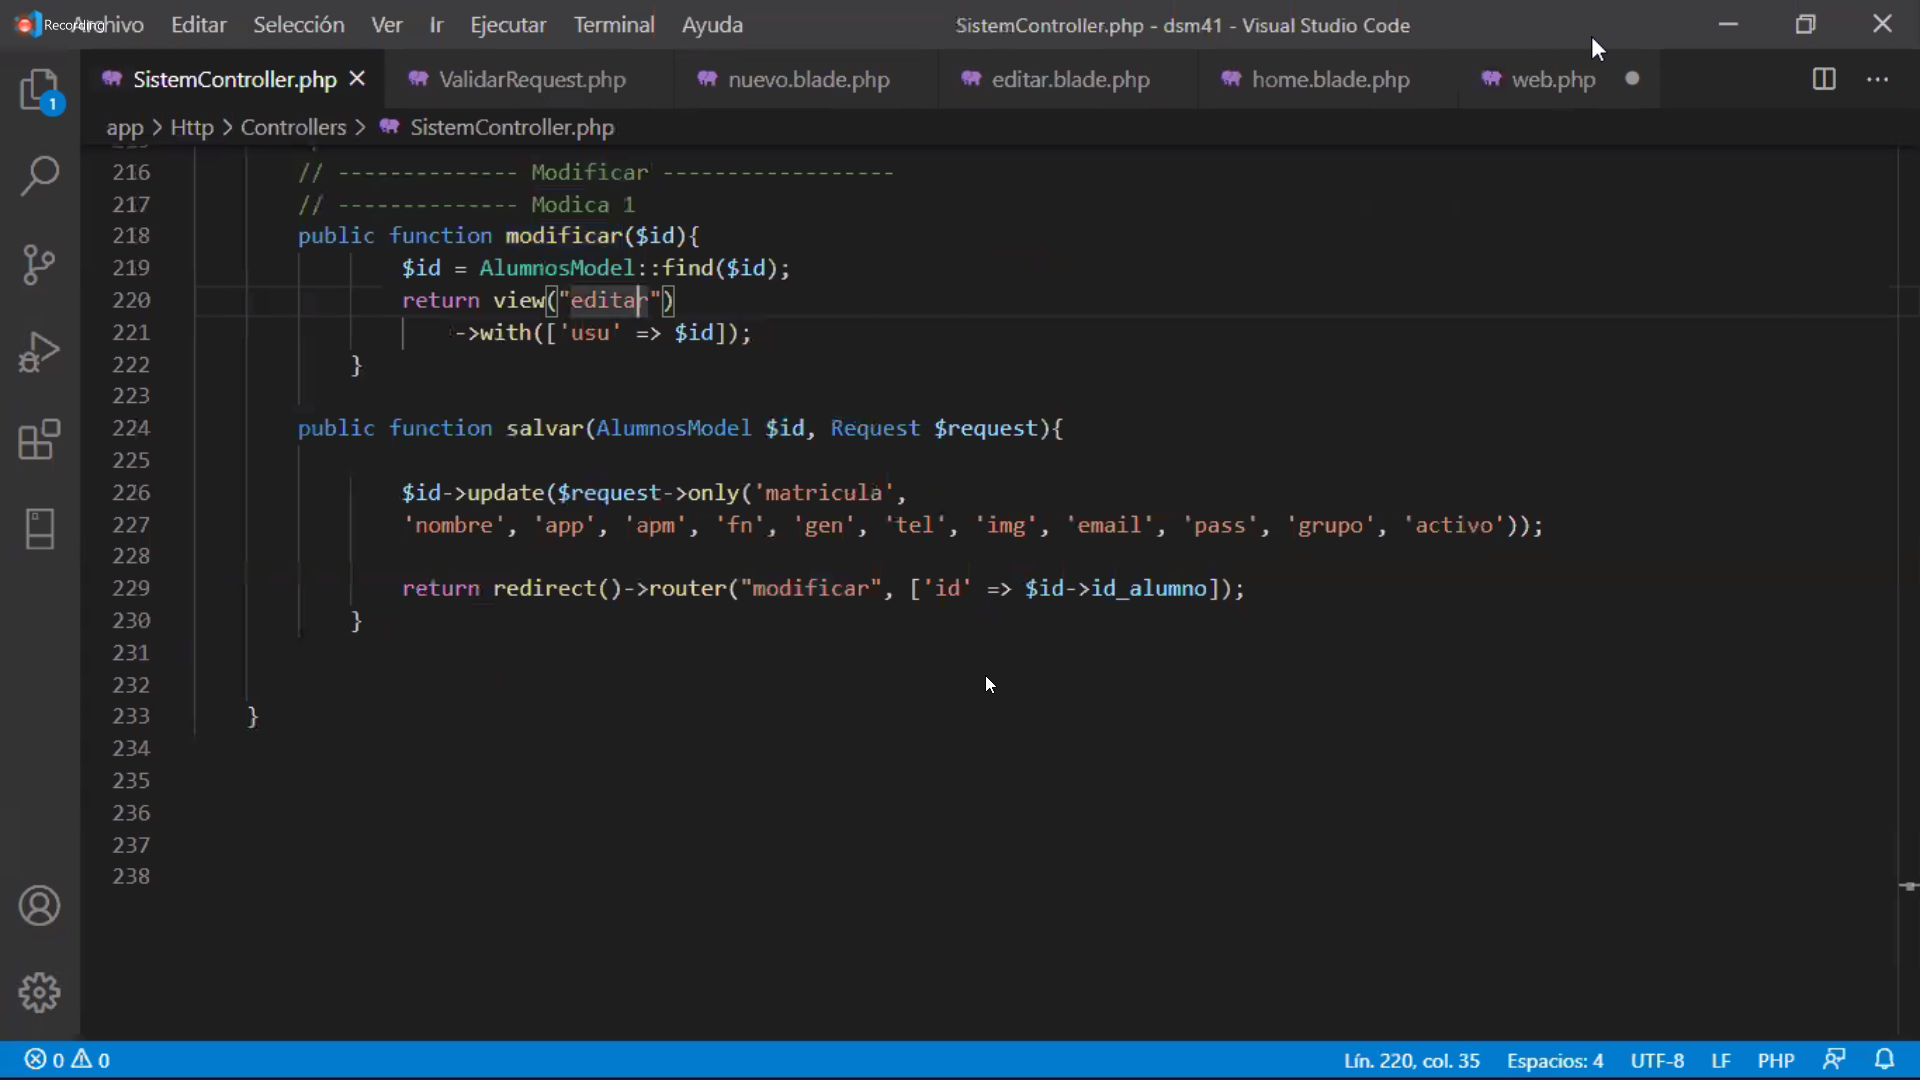 Recording Archivo Editar Selección Ver Ir Ejecutar Terminal Ayuda SistemController.php - dsm41 - Visual Studio Code
SistemController.php ValidarRequest.php nuevo.blade.php editar.blade.php home.blade.php web.php
app > Http > Controllers > SistemController.php
216 // -------------- Modificar ------------------
217 // -------------- Modica 1
218 public function modificar($id){
219 $id = AlumnosModel::find($id);
220 return view("editar")
221 ->with(['usu' => $id]);
222 }
223
224 public function salvar(AlumnosModel $id, Request $request){
225
226 $id->update($request->only('matricula',
227 'nombre', 'app', 'apm', 'fn', 'gen', 'tel', 'img', 'email', 'pass', 'grupo', 'activo'));
228
229 return redirect()->router("modificar", ['id' => $id->id_alumno]);
230 }
231
232
233 }
234
235
236
237
238
1
0 0 Lín. 220, col. 35 Espacios: 4 UTF-8 LF PHP